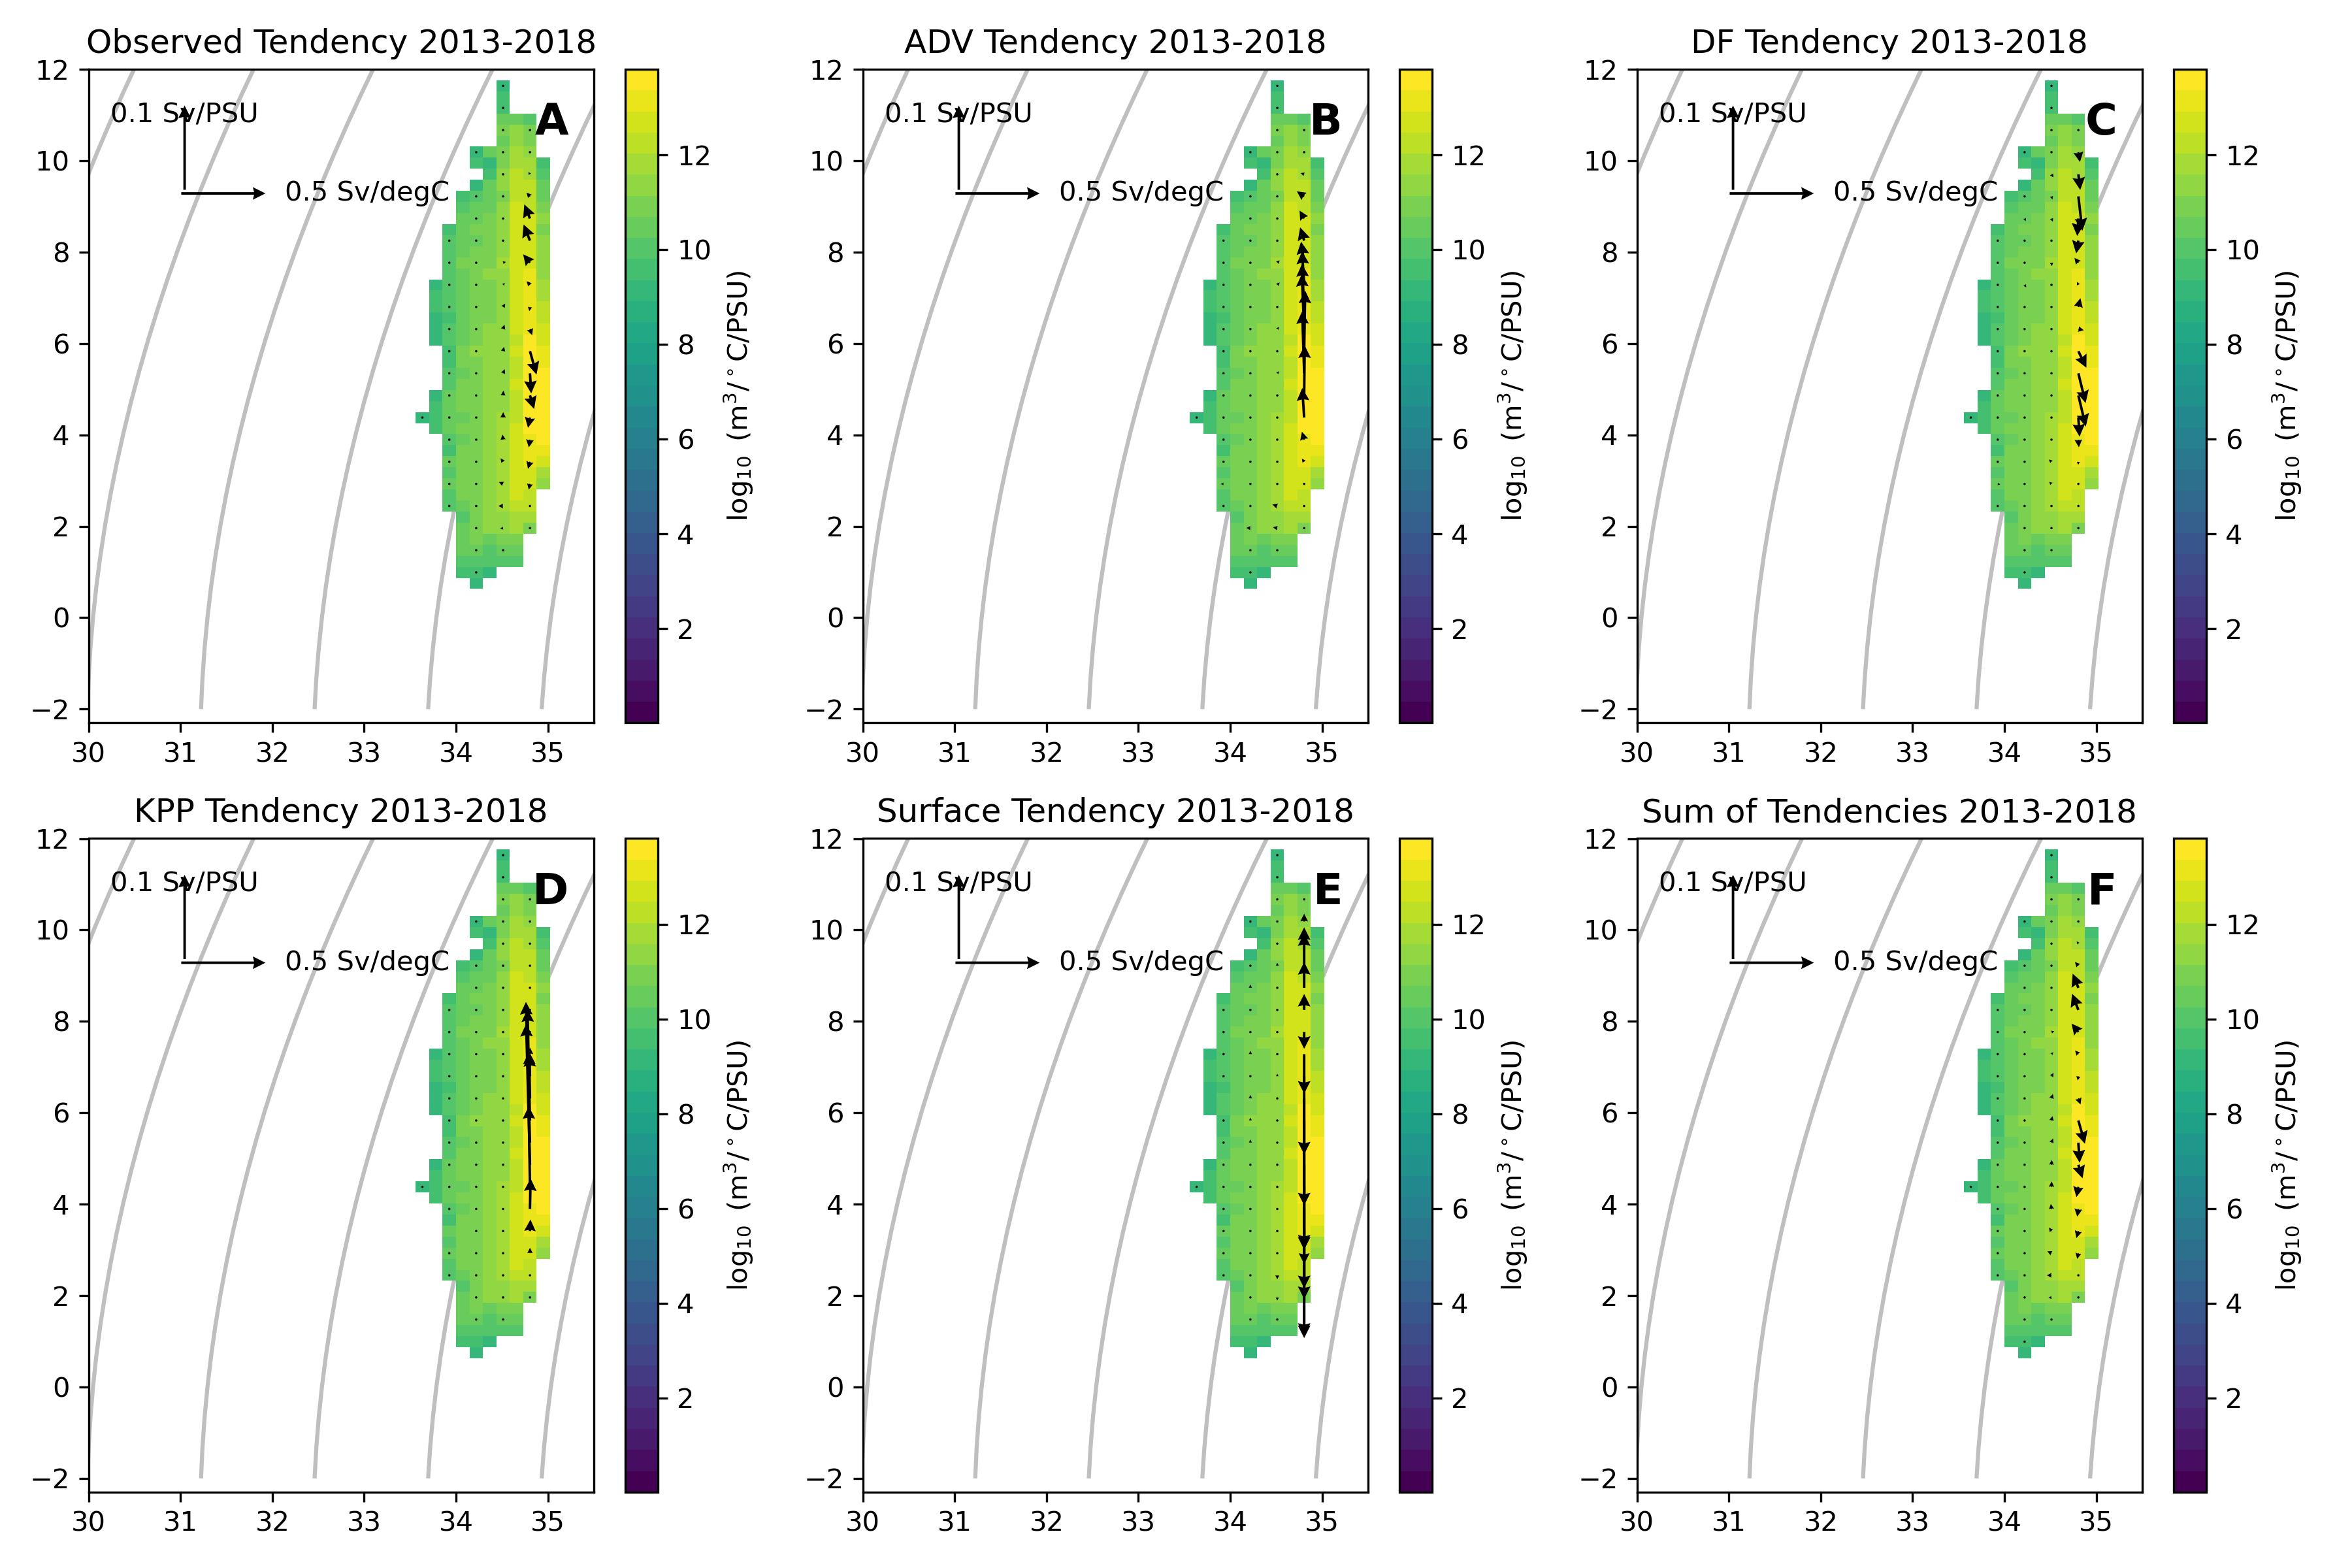 Observed Tendency 2013-2018
12
10
8
6
4
2
0
−2
30 31 32 33 34 35
0.1 Sv/PSU
0.5 Sv/degC
A
12
10
8
6
4
2
log10 (m3/°C/PSU)
ADV Tendency 2013-2018
12
10
8
6
4
2
0
−2
30 31 32 33 34 35
0.1 Sv/PSU
0.5 Sv/degC
B
12
10
8
6
4
2
log10 (m3/°C/PSU)
DF Tendency 2013-2018
12
10
8
6
4
2
0
−2
30 31 32 33 34 35
0.1 Sv/PSU
0.5 Sv/degC
C
12
10
8
6
4
2
log10 (m3/°C/PSU)
KPP Tendency 2013-2018
12
10
8
6
4
2
0
−2
30 31 32 33 34 35
0.1 Sv/PSU
0.5 Sv/degC
D
12
10
8
6
4
2
log10 (m3/°C/PSU)
Surface Tendency 2013-2018
12
10
8
6
4
2
0
−2
30 31 32 33 34 35
0.1 Sv/PSU
0.5 Sv/degC
E
12
10
8
6
4
2
log10 (m3/°C/PSU)
Sum of Tendencies 2013-2018
12
10
8
6
4
2
0
−2
30 31 32 33 34 35
0.1 Sv/PSU
0.5 Sv/degC
F
12
10
8
6
4
2
log10 (m3/°C/PSU)